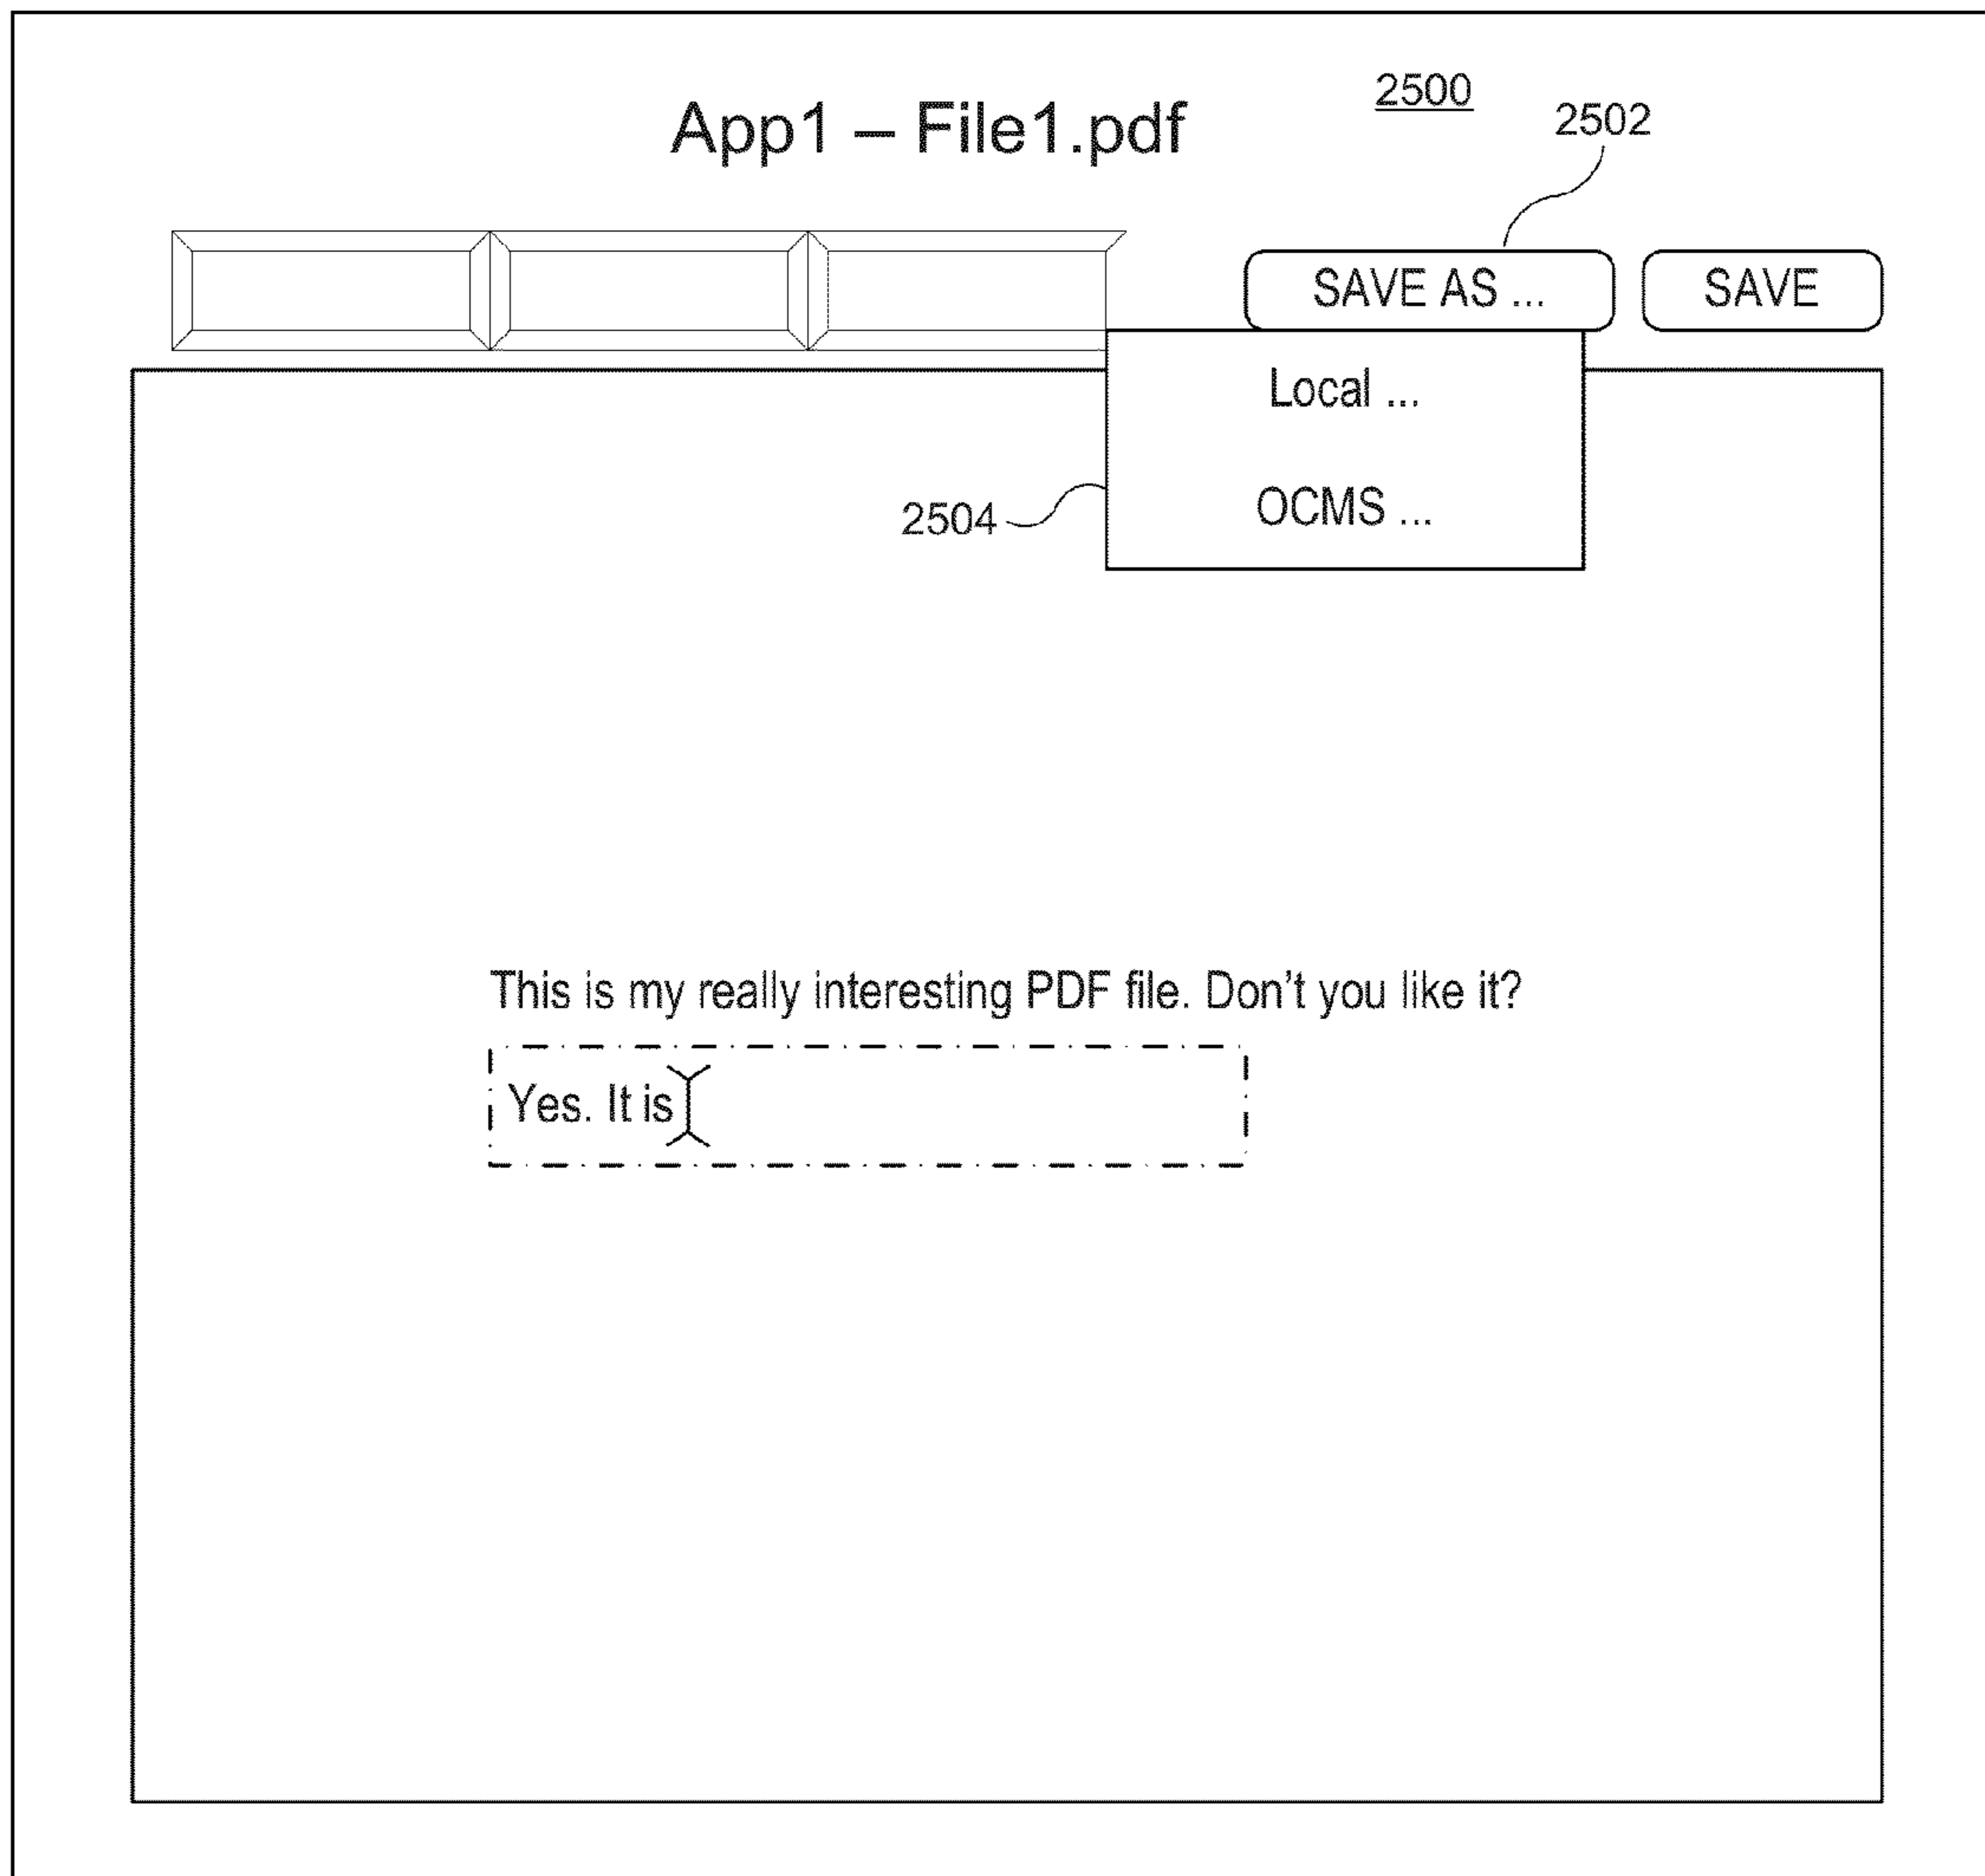 2500
App1 – File1.pdf
2502
SAVE AS ...
SAVE
Local ...
OCMS ...
2504
This is my really interesting PDF file. Don't you like it?
Yes. It is